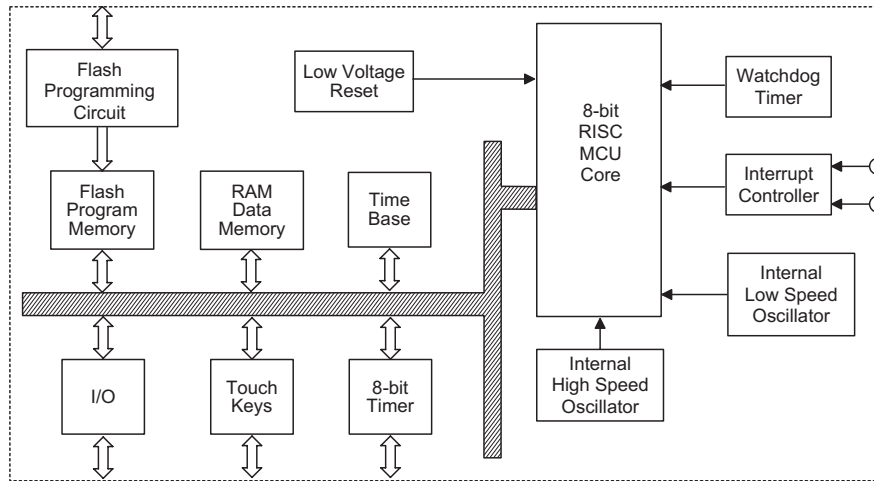 Flash
Programming
Circuit
Low Voltage
Reset
8-bit
RISC
MCU
Core
Watchdog
Timer
Flash
Program
Memory
RAM
Data
Memory
Time
Base
Interrupt
Controller
Internal
Low Speed
Oscillator
I/O
Touch
Keys
8-bit
Timer
Internal
High Speed
Oscillator